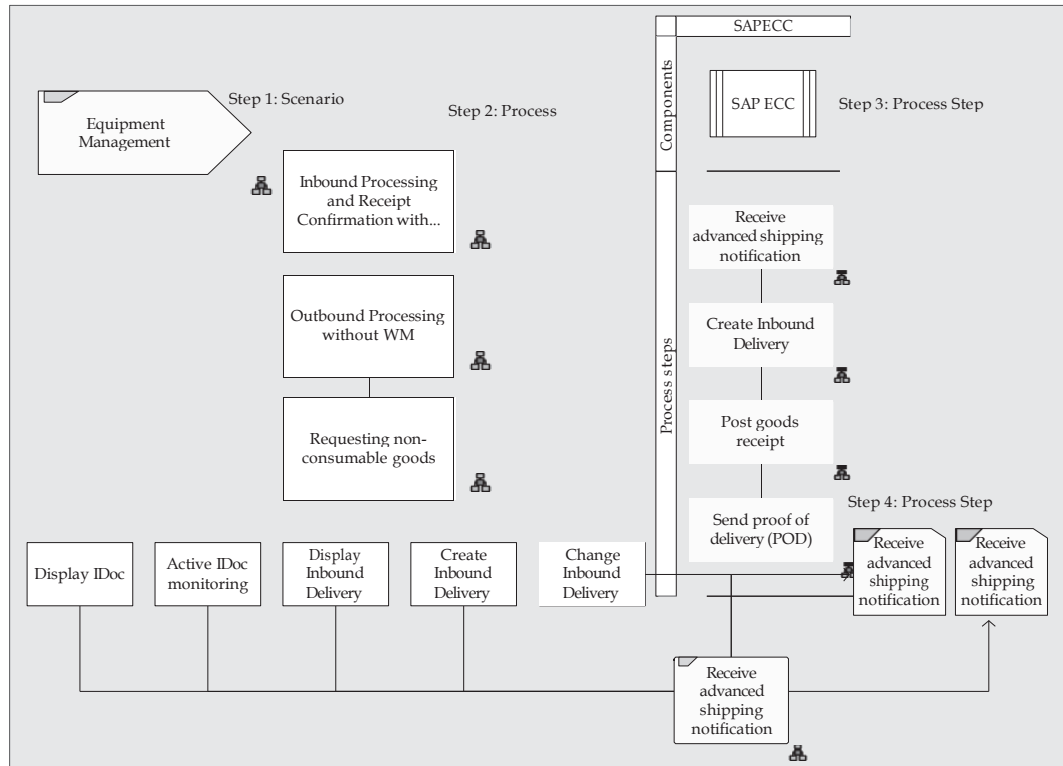 SAPECC
Components
SAP ECC
Step 3: Process Step
Step 1: Scenario
Step 2: Process
Equipment
Management
Inbound Processing
and Receipt
Confirmation with...
Outbound Processing
without WM
Requesting non-
consumable goods
Process steps
Receive
advanced shipping
notification
Create Inbound
Delivery
Post goods
receipt
Send proof of
delivery (POD)
Step 4: Process Step
Display IDoc
Active IDoc
monitoring
Display
Inbound
Delivery
Create
Inbound
Delivery
Change
Inbound
Delivery
Receive
advanced
shipping
notification
Receive
advanced
shipping
notification
Receive
advanced
shipping
notification